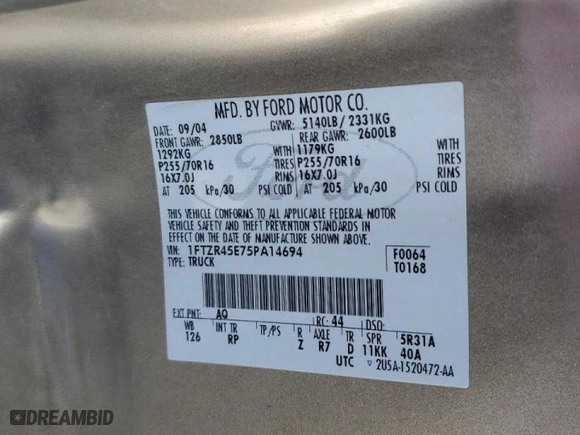 MFD. BY FORD MOTOR CO.
DATE: 09/04 GVWR: 5140LB/ 2331KG
FRONT GAWR: 2850LB REAR GAWR: 2600LB
1292KG WITH 1179KG WITH
P255/70R16 TIRES P255/70R16 TIRES
16X7.0J RIMS 16X7.0J RIMS
AT 205 kPa/30 PSI COLD AT 205 kPa/30 PSI COLD
Ford
THIS VEHICLE CONFORMS TO ALL APPLICABLE FEDERAL MOTOR
VEHICLE SAFETY AND THEFT PREVENTION STANDARDS IN
EFFECT ON THE DATE OF MANUFACTURE SHOWN ABOVE.
VIN: 1FTZR45E75PA14694 F0064
TYPE: TRUCK T0168
EXT PNT: AQ RC: 44 DSO:
WB INT TR TP/PS R AXLE TR SPR 5R31A
126 RP Z R7 D 11KK 40A
UTC ▽ 2U5A-1520472-AA
DREAMBID